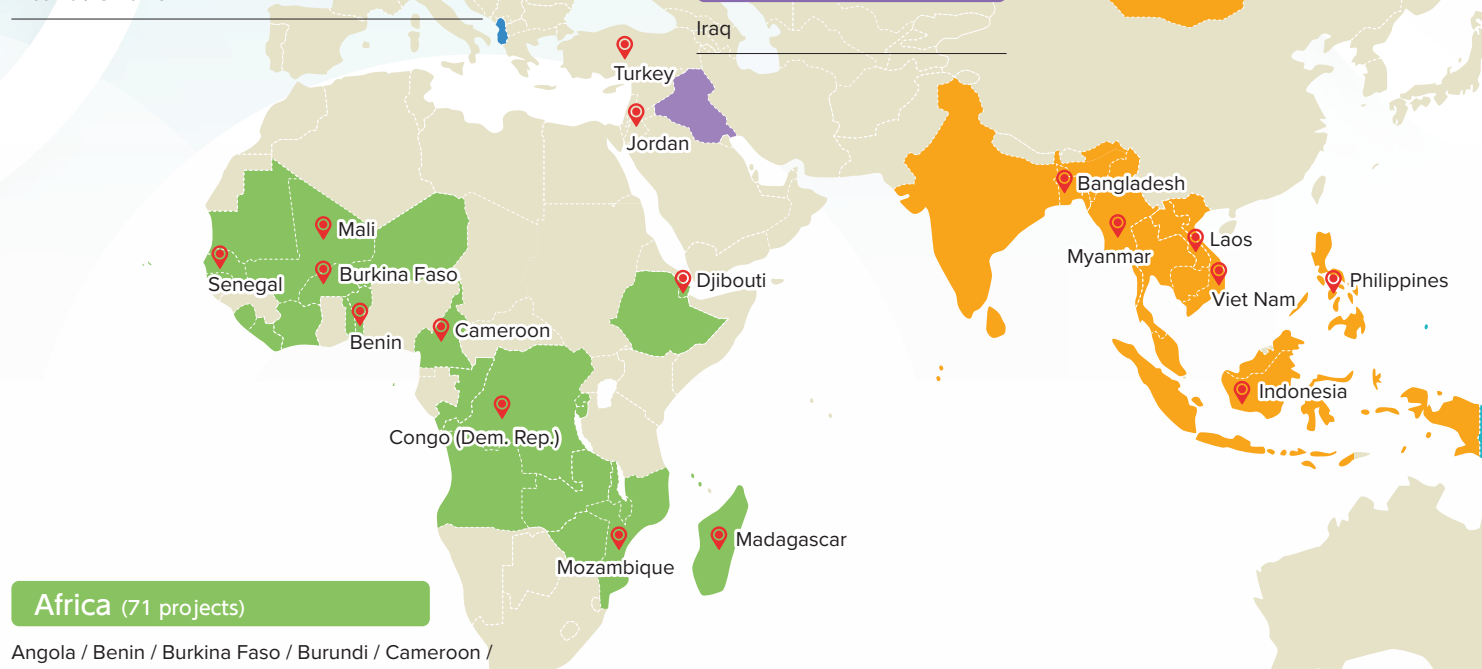 Iraq
Turkey
Jordan
Bangladesh
Mali
Laos
Myanmar
Senegal
Burkina Faso
Djibouti
Philippines
Viet Nam
Cameroon
Benin
Indonesia
Congo (Dem. Rep.)
Madagascar
Mozambique
Africa (71 projects)
Angola / Benin / Burkina Faso / Burundi / Cameroon /